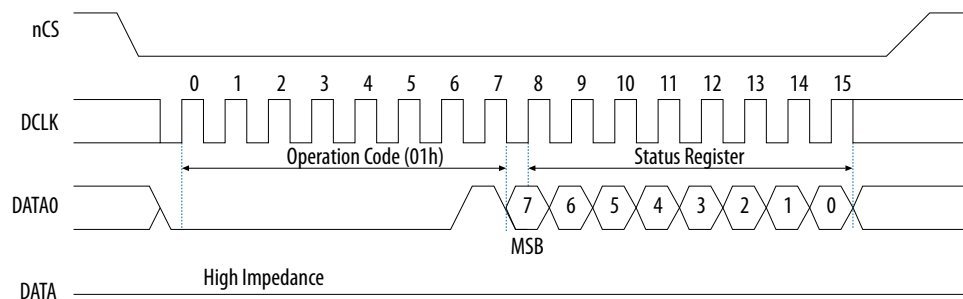 nCS
0 1 2 3 4 5 6 7 8 9 10 11 12 13 14 15
DCLK
Operation Code (01h) Status Register
DATA0 7 6 5 4 3 2 1 0
MSB
High Impedance
DATA